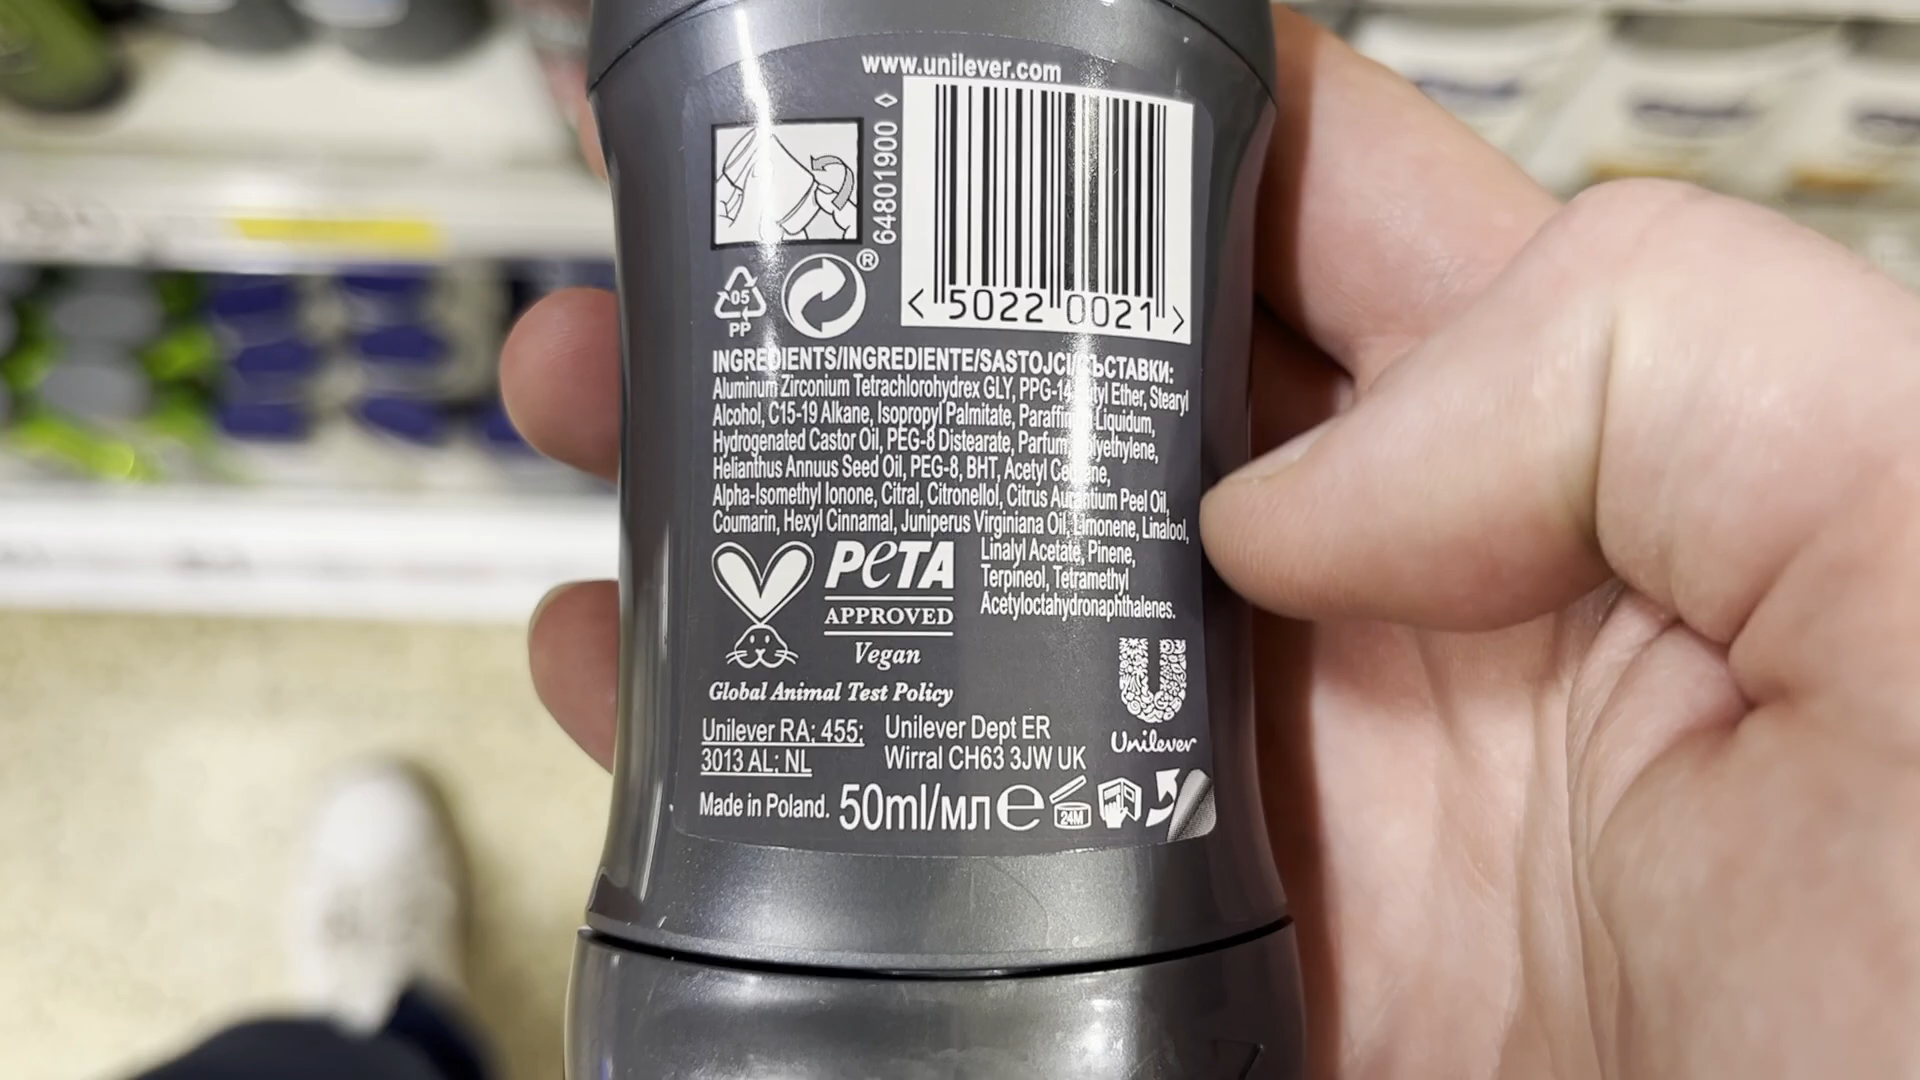 www.unilever.com
64801900
< 5022 0021 >
05
PP
®
INGREDIENTS/INGREDIENTE/SASTOJCI/СЪСТАВКИ:
Aluminum Zirconium Tetrachlorohydrex GLY, PPG-14 Butyl Ether, Stearyl
Alcohol, C15-19 Alkane, Isopropyl Palmitate, Paraffinum Liquidum,
Hydrogenated Castor Oil, PEG-8 Distearate, Parfum, Polyethylene,
Helianthus Annuus Seed Oil, PEG-8, BHT, Acetyl Cedrene,
Alpha-Isomethyl Ionone, Citral, Citronellol, Citrus Aurantium Peel Oil,
Coumarin, Hexyl Cinnamal, Juniperus Virginiana Oil, Limonene, Linalool,
Linalyl Acetate, Pinene,
Terpineol, Tetramethyl
Acetyloctahydronaphthalenes.
PeTA
APPROVED
Vegan
Global Animal Test Policy
Unilever RA; 455;
3013 AL; NL
Unilever Dept ER
Wirral CH63 3JW UK
Unilever
Made in Poland.
50ml/мл e
24M